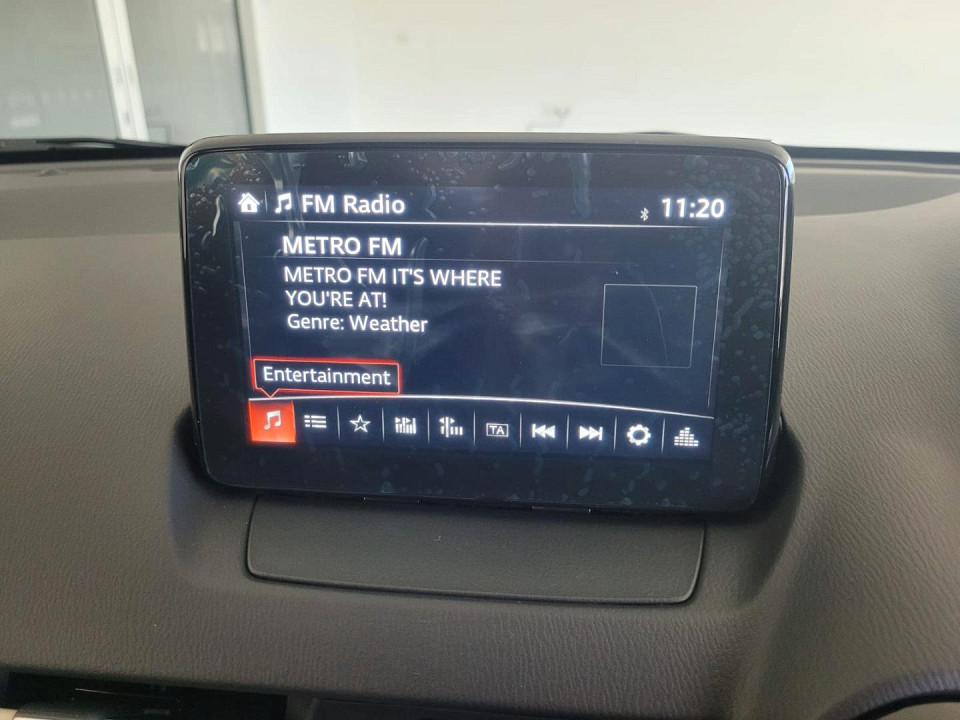 FM Radio 11:20
METRO FM
METRO FM IT'S WHERE
YOU'RE AT!
Genre: Weather
Entertainment
TA